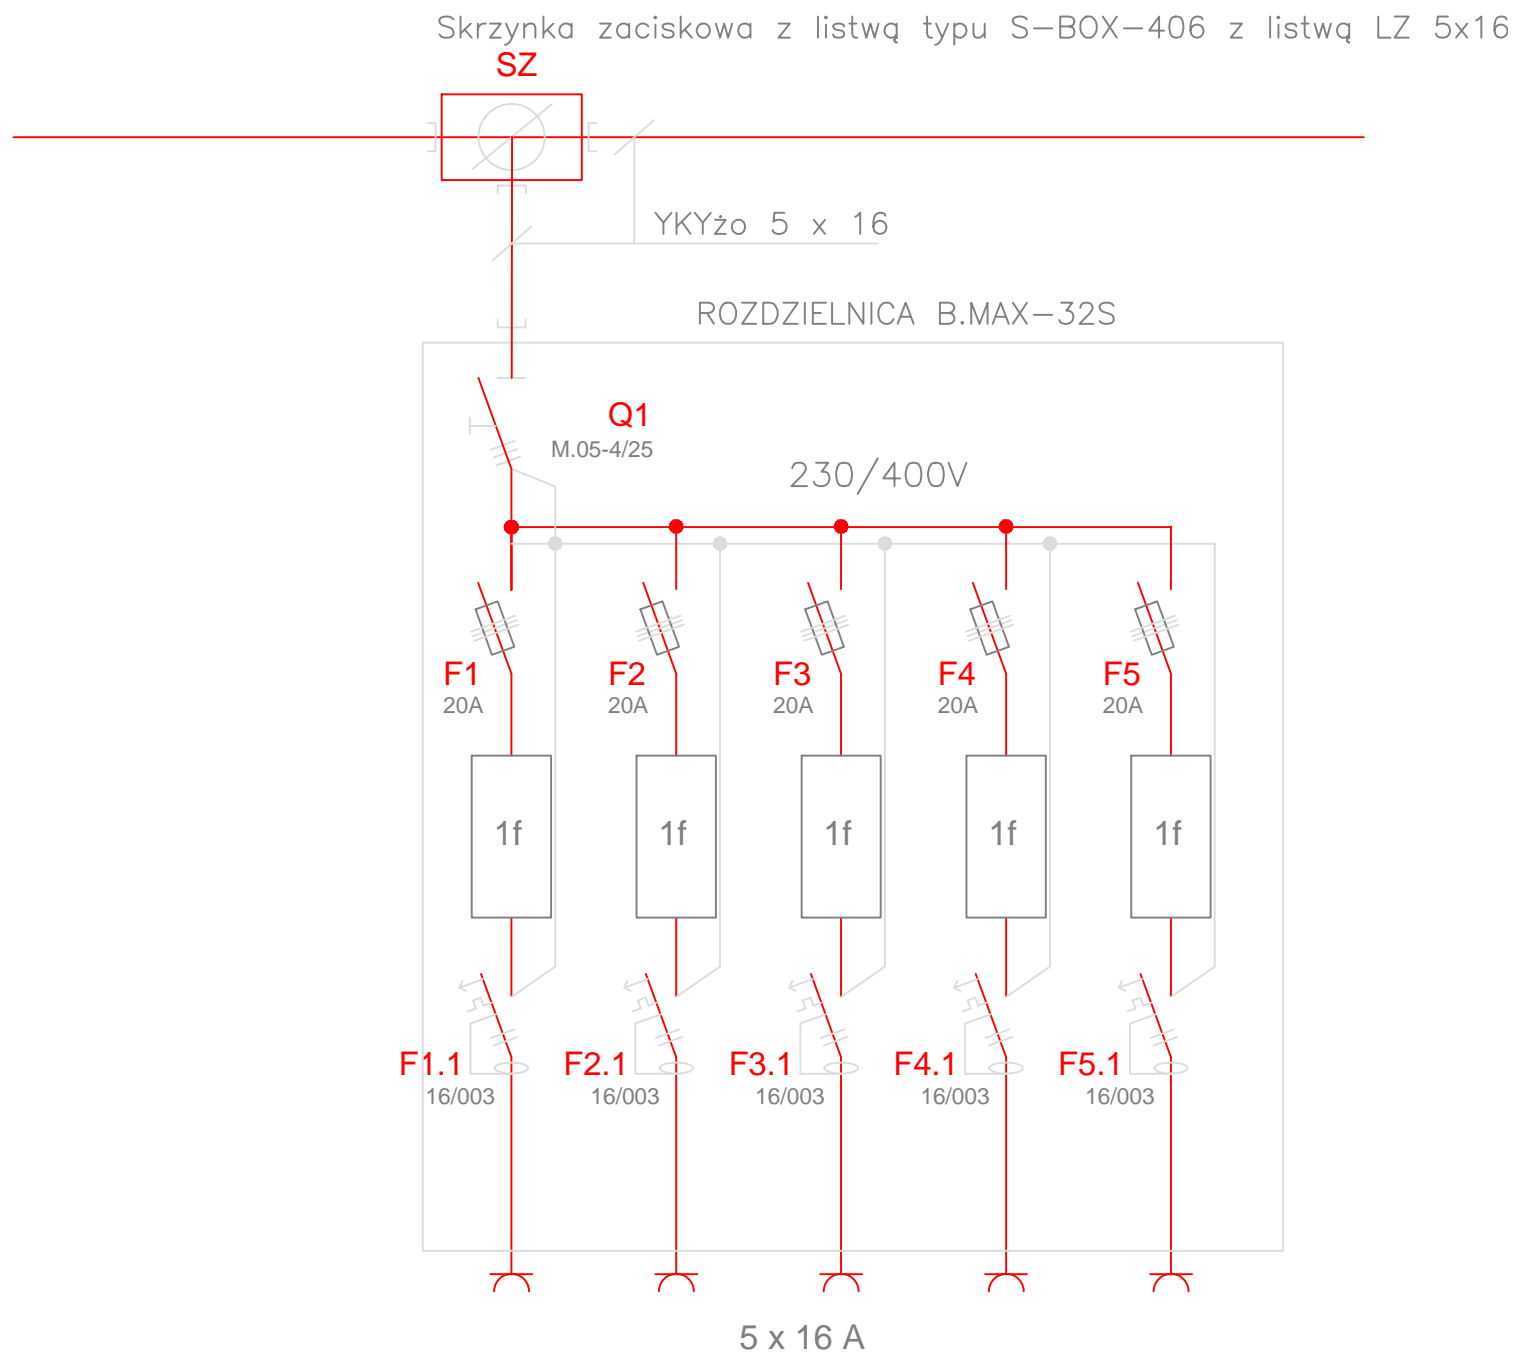 Skrzynka zaciskowa z listwą typu S-BOX-406 z listwą LZ 5x16
SZ
YKYżo 5 x 16
ROZDZIELNICA B.MAX-32S
Q1
M.05-4/25
230/400V
F1 F2 F3 F4 F5
20A 20A 20A 20A 20A
1f 1f 1f 1f 1f
F1.1 F2.1 F3.1 F4.1 F5.1
16/003 16/003 16/003 16/003 16/003
5 x 16 A